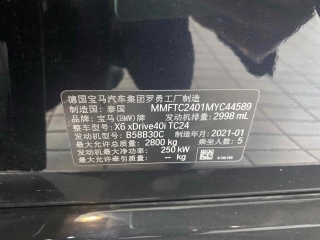 德国宝马汽车集团罗勇工厂制造
制造国：泰国 MMFTC2401MYC44589
品牌：宝马(BMW)牌 发动机排量：2998 mL
整车型号：X6 xDrive40i TC24
发动机型号：B58B30C 制造年月：2021-01
最大允许总质量：2800 kg 乘坐人数：5
发动机最大净功率：250 kW
最大允许牵引质量：-- kg